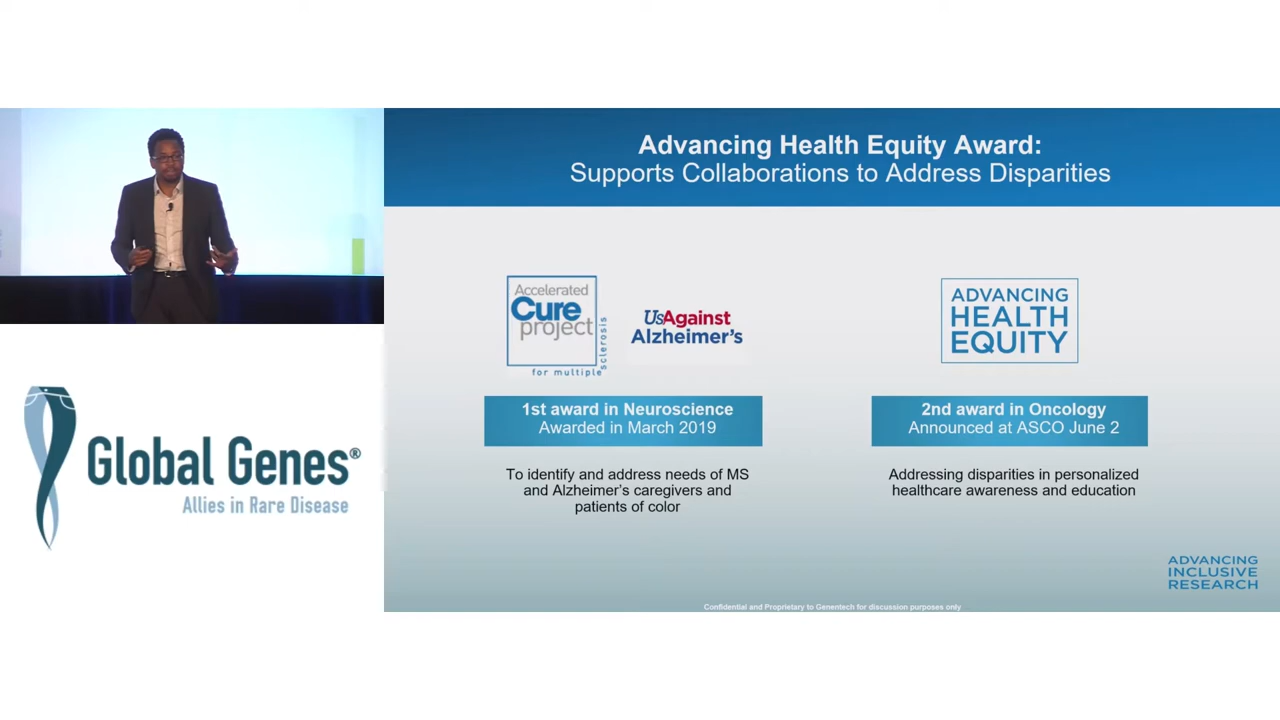 Advancing Health Equity Award:
Supports Collaborations to Address Disparities
Accelerated
Cure
project
for multiple
sclerosis
UsAgainst
Alzheimer's
ADVANCING
HEALTH
EQUITY
1st award in Neuroscience
Awarded in March 2019
2nd award in Oncology
Announced at ASCO June 2
To identify and address needs of MS
and Alzheimer's caregivers and
patients of color
Addressing disparities in personalized
healthcare awareness and education
Global Genes®
Allies in Rare Disease
ADVANCING
INCLUSIVE
RESEARCH
Confidential and Proprietary to Genentech for discussion purposes only